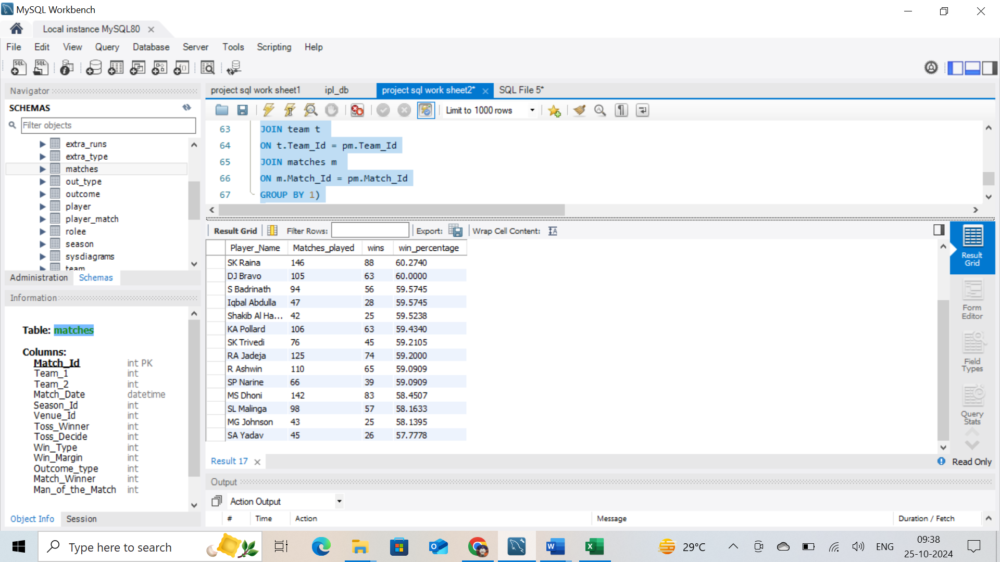 MySQL Workbench
Local instance MySQL80
File Edit View Query Database Server Tools Scripting Help
Navigator
SCHEMAS
Filter objects
extra_runs
extra_type
matches
out_type
outcome
player
player_match
rolee
season
sysdiagrams
team
Administration Schemas
Information
Table: matches
Columns:
Match_Id int PK
Team_1 int
Team_2 int
Match_Date datetime
Season_Id int
Venue_Id int
Toss_Winner int
Toss_Decide int
Win_Type int
Win_Margin int
Outcome_type int
Match_Winner int
Man_of_the_Match int
Object Info Session
project sql work sheet1 ipl_db project sql work sheet2* SQL File 5*
Limit to 1000 rows
63 JOIN team t
64 ON t.Team_Id = pm.Team_Id
65 JOIN matches m
66 ON m.Match_Id = pm.Match_Id
67 GROUP BY 1)
Result Grid Filter Rows: Export: Wrap Cell Content:
Player_Name Matches_played wins win_percentage
SK Raina 146 88 60.2740
DJ Bravo 105 63 60.0000
S Badrinath 94 56 59.5745
Iqbal Abdulla 47 28 59.5745
Shakib Al Ha... 42 25 59.5238
KA Pollard 106 63 59.4340
SK Trivedi 76 45 59.2105
RA Jadeja 125 74 59.2000
R Ashwin 110 65 59.0909
SP Narine 66 39 59.0909
MS Dhoni 142 83 58.4507
SL Malinga 98 57 58.1633
MG Johnson 43 25 58.1395
SA Yadav 45 26 57.7778
Result Grid
Form Editor
Field Types
Query Stats
Result 17
Read Only
Output
Action Output
# Time Action Message Duration / Fetch
Type here to search
29°C
ENG
09:38
25-10-2024